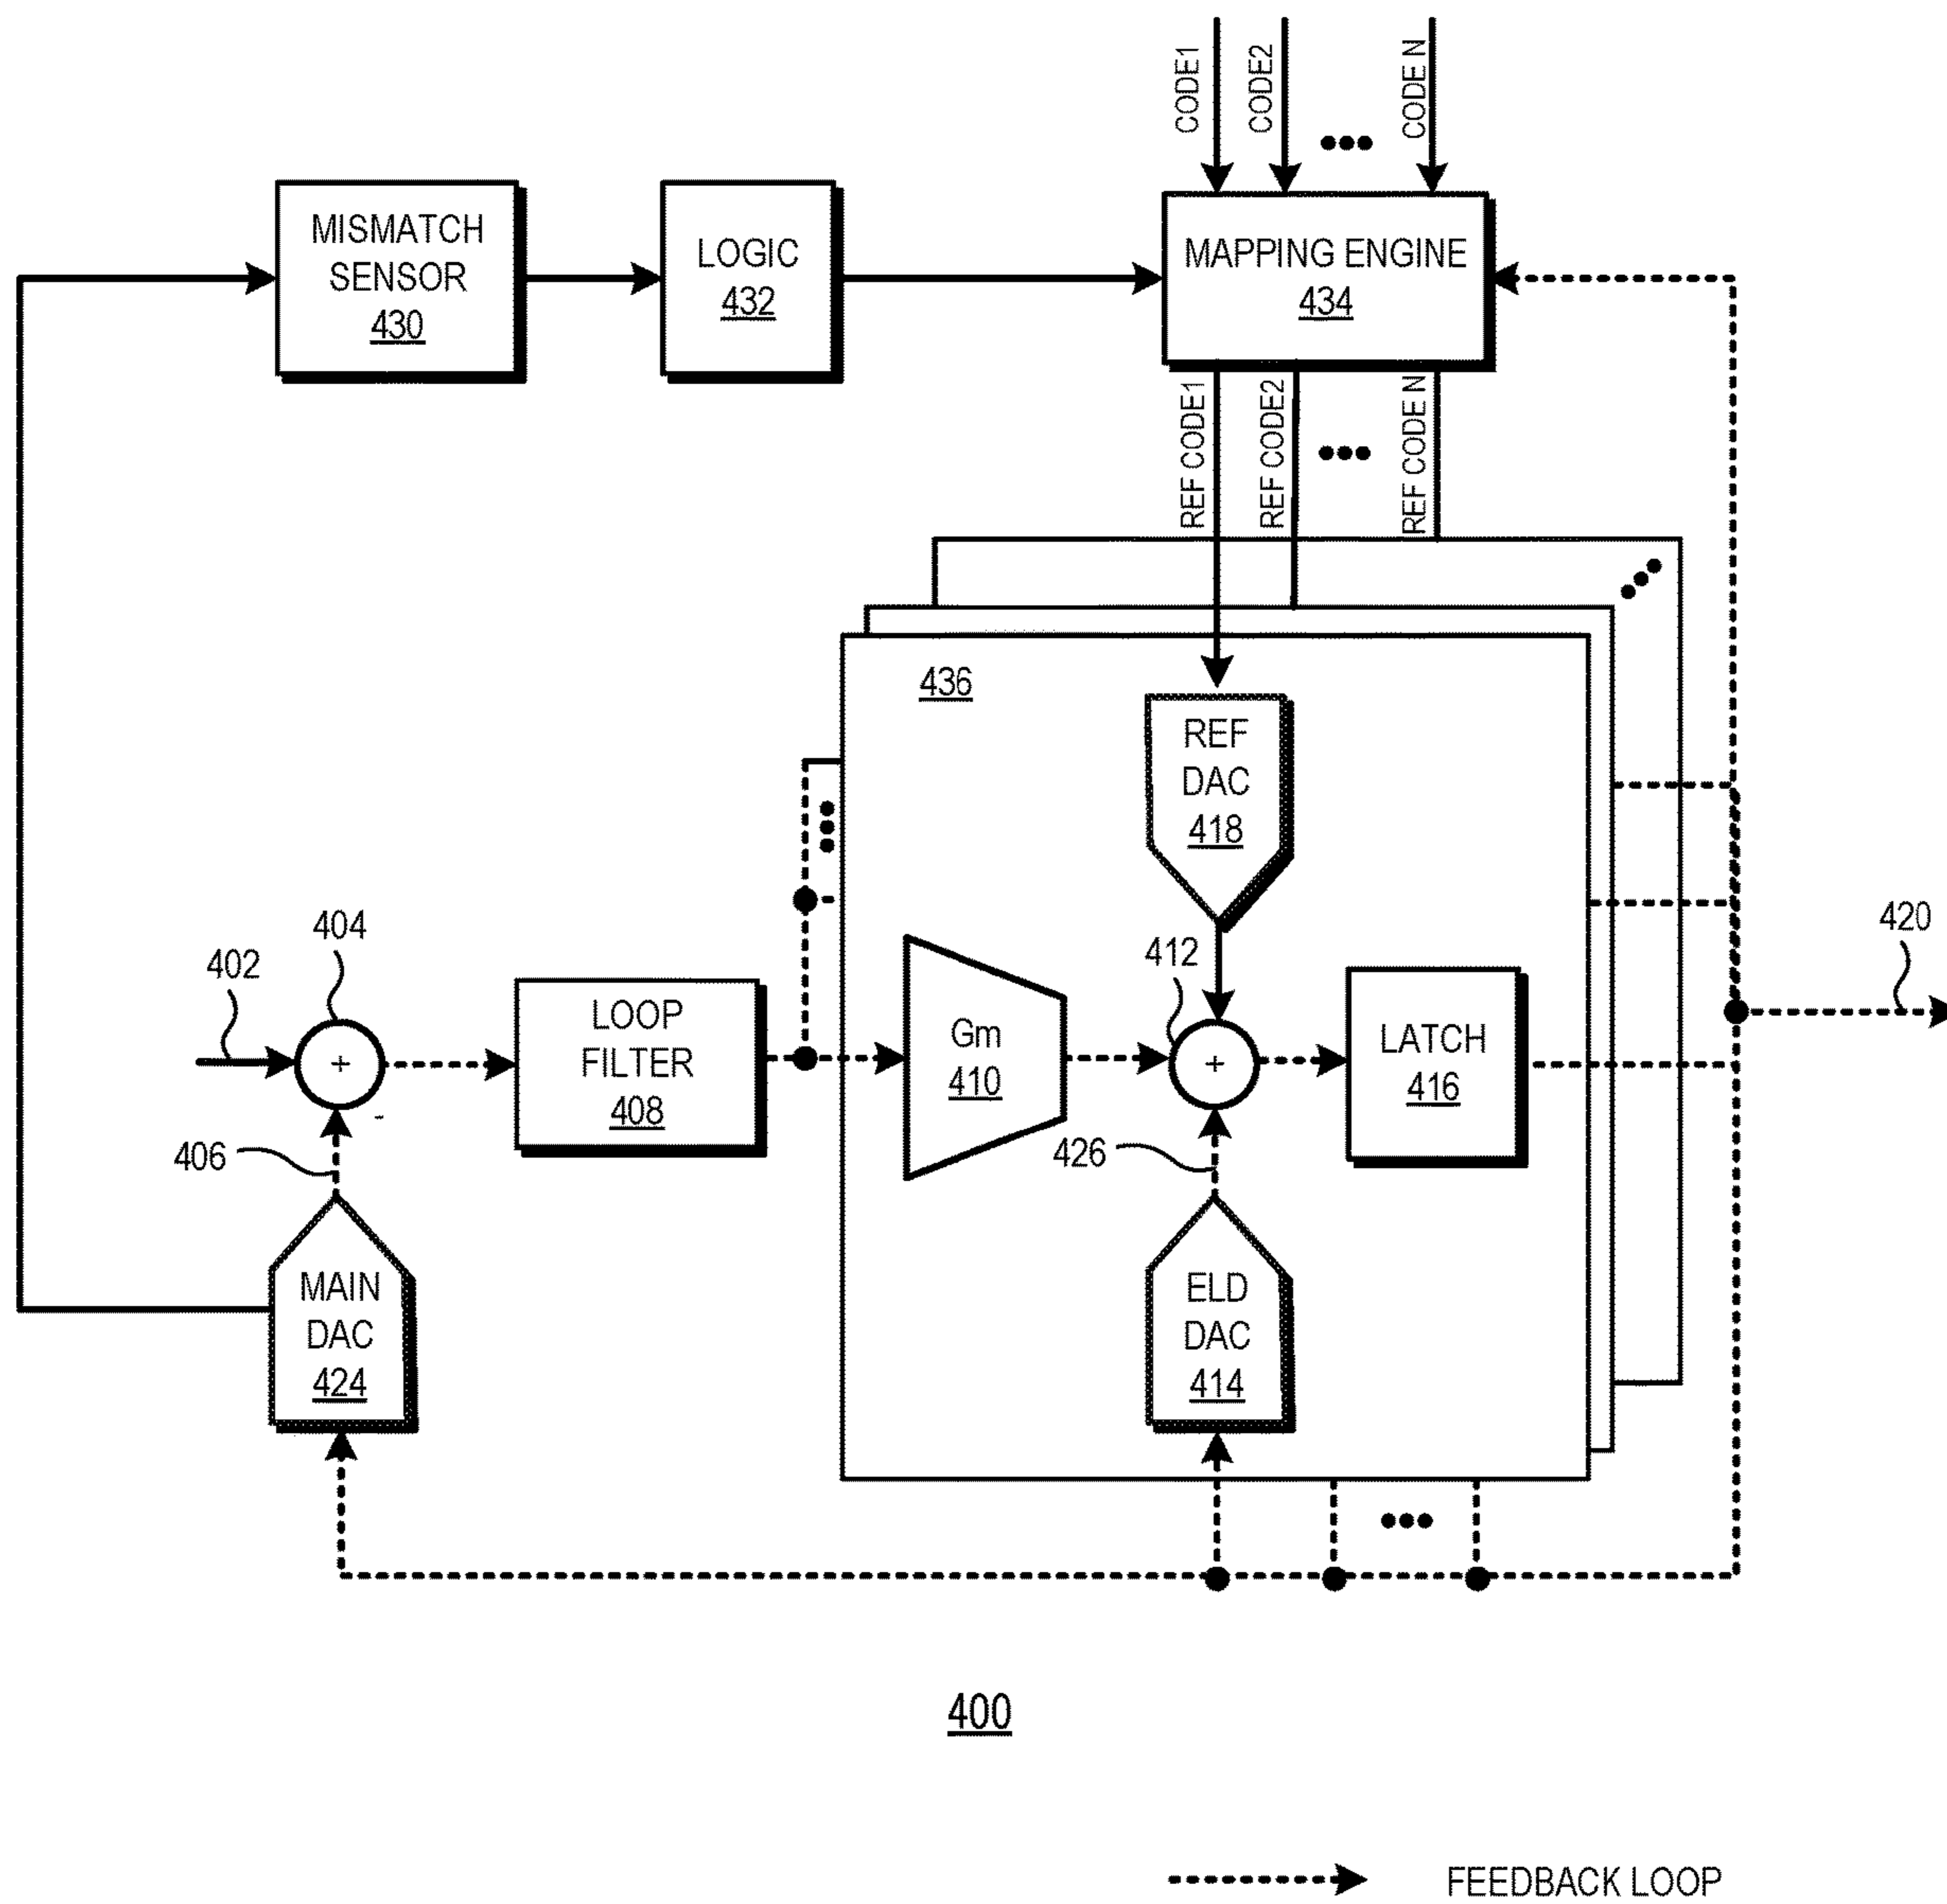 CODE1
CODE2
CODE N
MISMATCH
SENSOR
430
LOGIC
432
MAPPING ENGINE
434
REF CODE1
REF CODE2
REF CODE N
436
REF
DAC
418
404
402
412
420
LOOP
FILTER
408
Gm
410
+
+
LATCH
416
-
406
426
MAIN
DAC
424
ELD
DAC
414
400
FEEDBACK LOOP